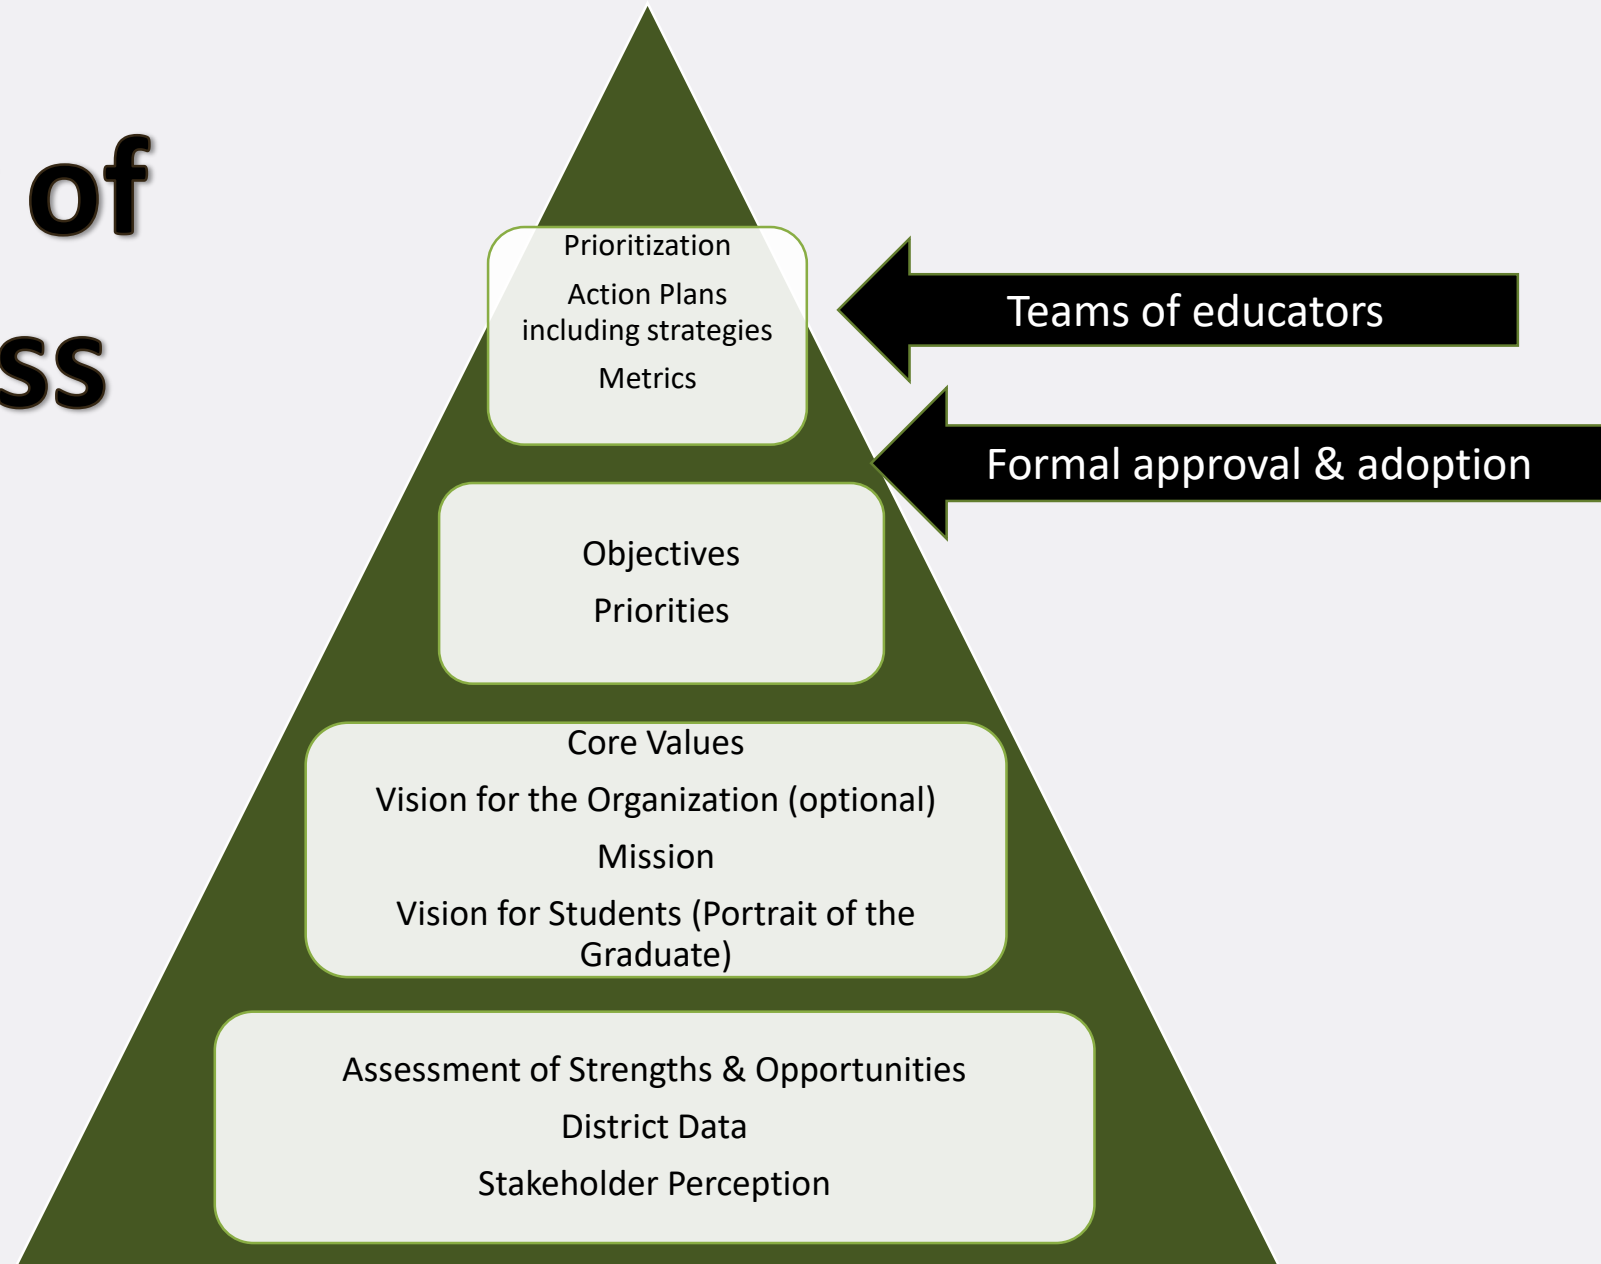 of
ss
Prioritization
Action Plans
including strategies
Metrics
Teams of educators
Formal approval & adoption
Objectives
Priorities
Core Values
Vision for the Organization (optional)
Mission
Vision for Students (Portrait of the
Graduate)
Assessment of Strengths & Opportunities
District Data
Stakeholder Perception